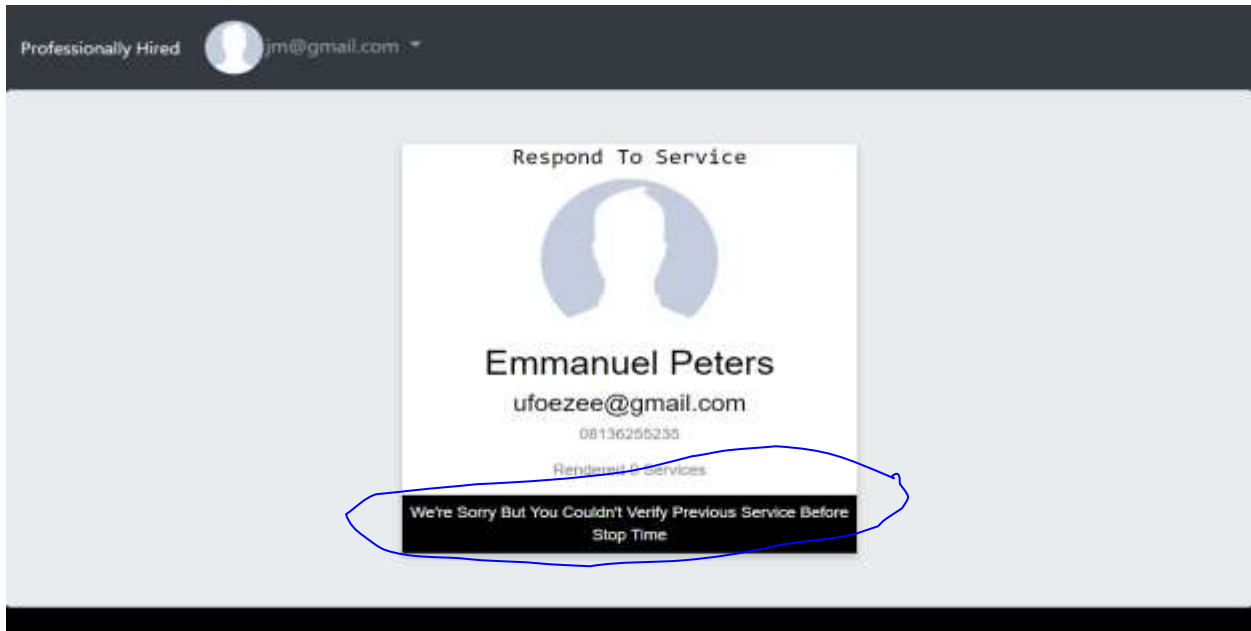 Professionally Hired jm@gmail.com
Respond To Service
Emmanuel Peters
ufoezee@gmail.com
08136255235
Rendered 0 Services
We're Sorry But You Couldn't Verify Previous Service Before
Stop Time